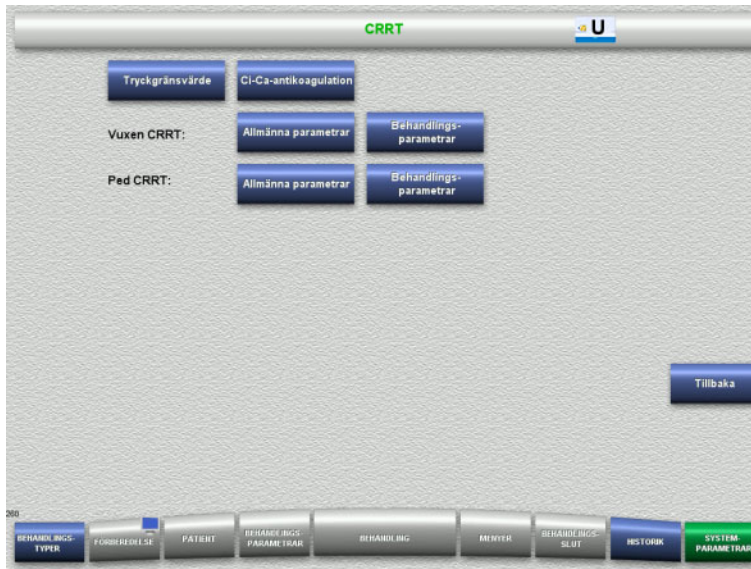 CRRT
U
Tryckgränsvärde
Ci-Ca-antikoagulation
Vuxen CRRT:
Allmänna parametrar
Behandlings-
parametrar
Ped CRRT:
Allmänna parametrar
Behandlings-
parametrar
Tillbaka
260
BEHANDLINGS-
TYPER
FÖRBEREDELSE
PATIENT
BEHANDLINGS-
PARAMETRAR
BEHANDLING
MENYER
BEHANDLINGS-
SLUT
HISTORIK
SYSTEM-
PARAMETRAR